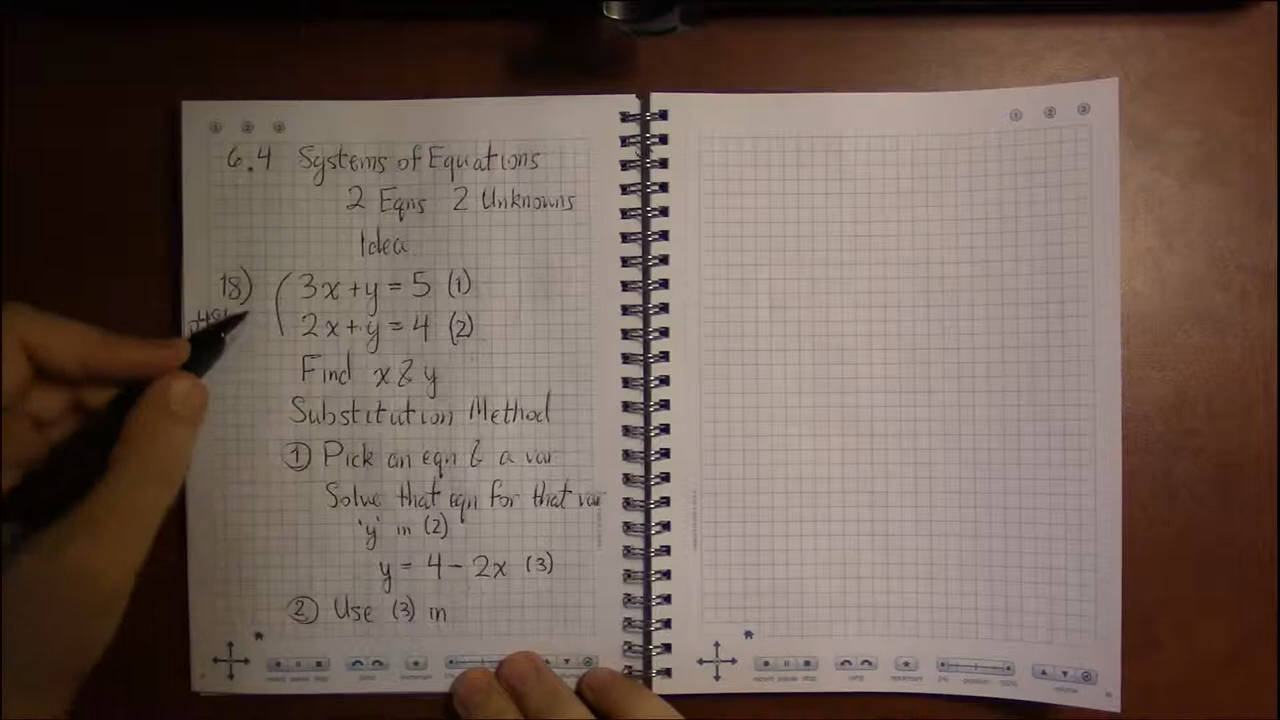 6.4 Systems of Equations
2 Eqns 2 Unknowns
Idea
18) 3x + y = 5 (1)
2x + y = 4 (2)
Find x & y
Substitution Method
① Pick an eqn & a var
Solve that eqn for that var
'y' in (2)
y = 4 - 2x (3)
② Use (3) in